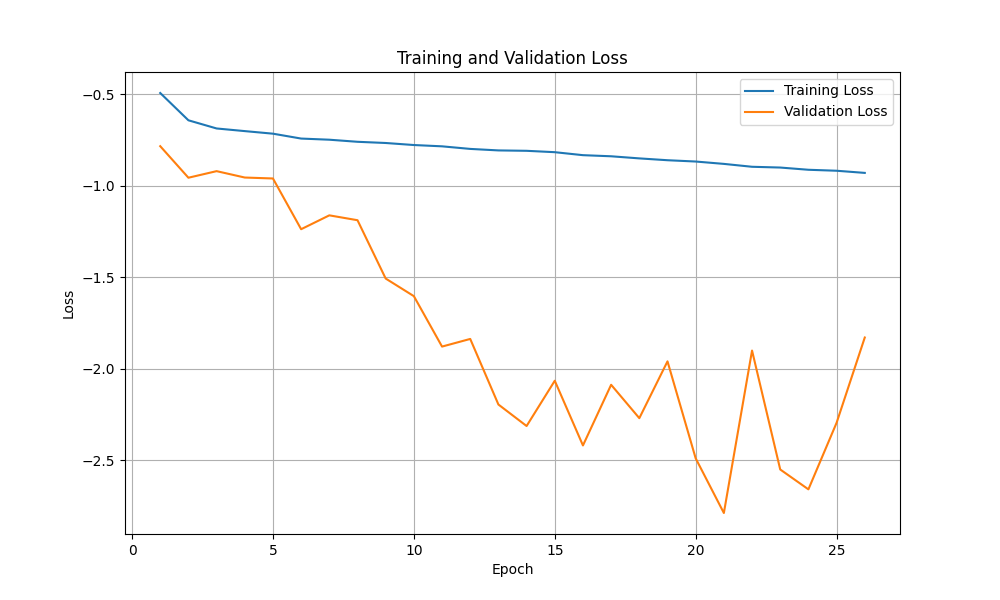 Training and Validation Loss
Training Loss
Validation Loss
Loss
−0.5
−1.0
−1.5
−2.0
−2.5
0 5 10 15 20 25
Epoch